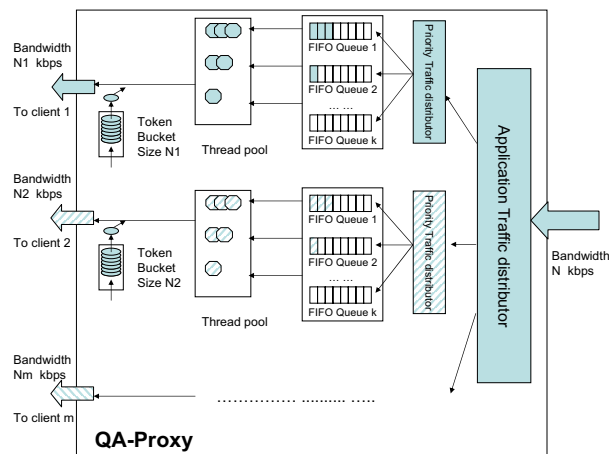 Bandwidth
N1 kbps
To client 1
Token
Bucket
Size N1
Thread pool
FIFO Queue 1
FIFO Queue 2
... ...
FIFO Queue k
Priority Traffic distributor
Application Traffic distributor
Bandwidth
N kbps
Bandwidth
N2 kbps
To client 2
Token
Bucket
Size N2
Thread pool
FIFO Queue 1
FIFO Queue 2
... ...
FIFO Queue k
Priority Traffic distributor
Bandwidth
Nm kbps
To client m
…………… ......... …..
QA-Proxy